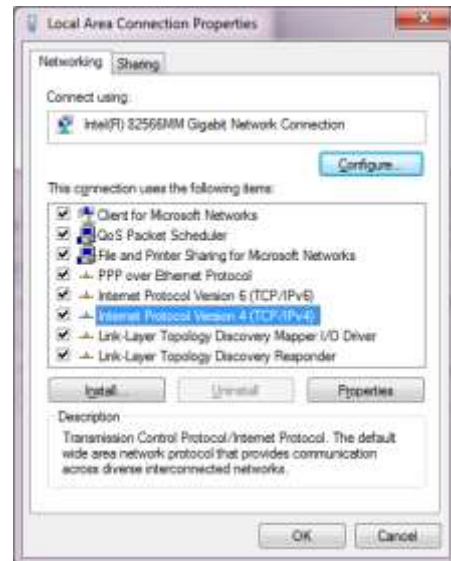 Local Area Connection Properties
Networking Sharing
Connect using:
Intel(R) 82566MM Gigabit Network Connection
Configure...
This connection uses the following items:
Client for Microsoft Networks
QoS Packet Scheduler
File and Printer Sharing for Microsoft Networks
PPP over Ethernet Protocol
Internet Protocol Version 6 (TCP/IPv6)
Internet Protocol Version 4 (TCP/IPv4)
Link-Layer Topology Discovery Mapper I/O Driver
Link-Layer Topology Discovery Responder
Install... Uninstall Properties
Description
Transmission Control Protocol/Internet Protocol. The default
wide area network protocol that provides communication
across diverse interconnected networks.
OK Cancel